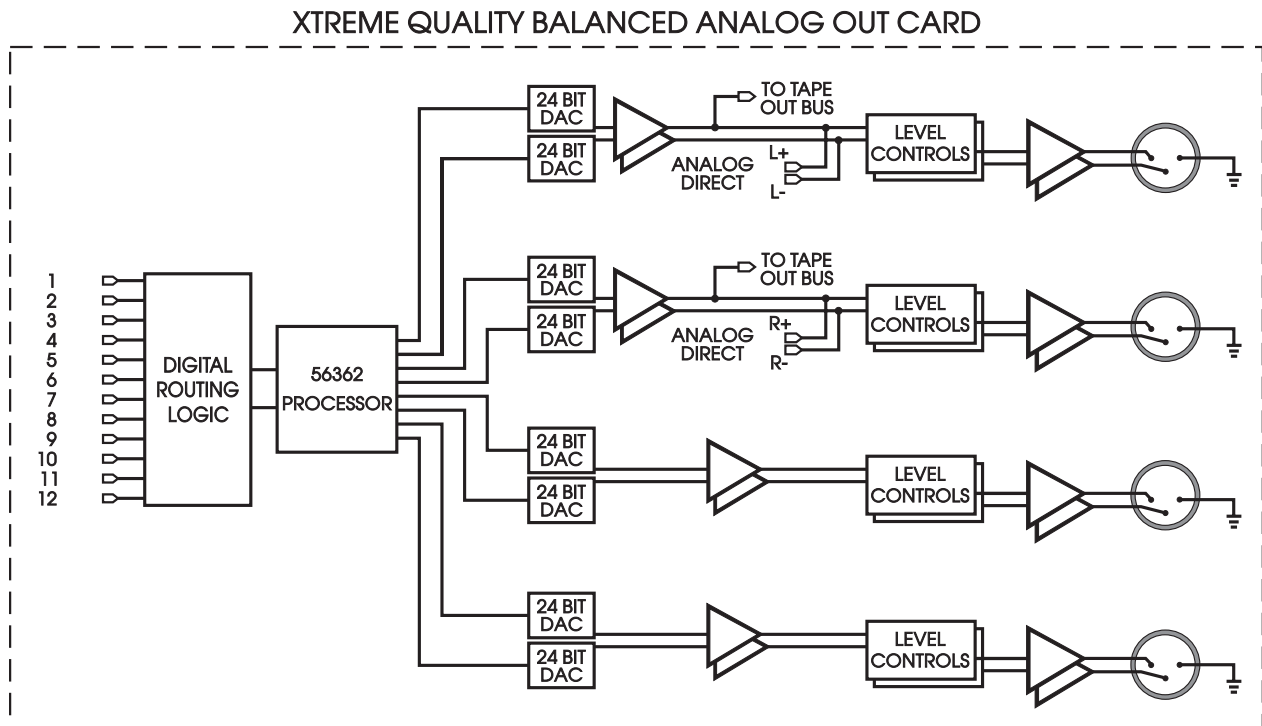 XTREME QUALITY BALANCED ANALOG OUT CARD
24 BIT
DAC
24 BIT
DAC
TO TAPE
OUT BUS
ANALOG
DIRECT
L+
L-
LEVEL
CONTROLS
24 BIT
DAC
24 BIT
DAC
TO TAPE
OUT BUS
ANALOG
DIRECT
R+
R-
LEVEL
CONTROLS
1
2
3
4
5
6
7
8
9
10
11
12
DIGITAL
ROUTING
LOGIC
56362
PROCESSOR
24 BIT
DAC
24 BIT
DAC
LEVEL
CONTROLS
24 BIT
DAC
24 BIT
DAC
LEVEL
CONTROLS